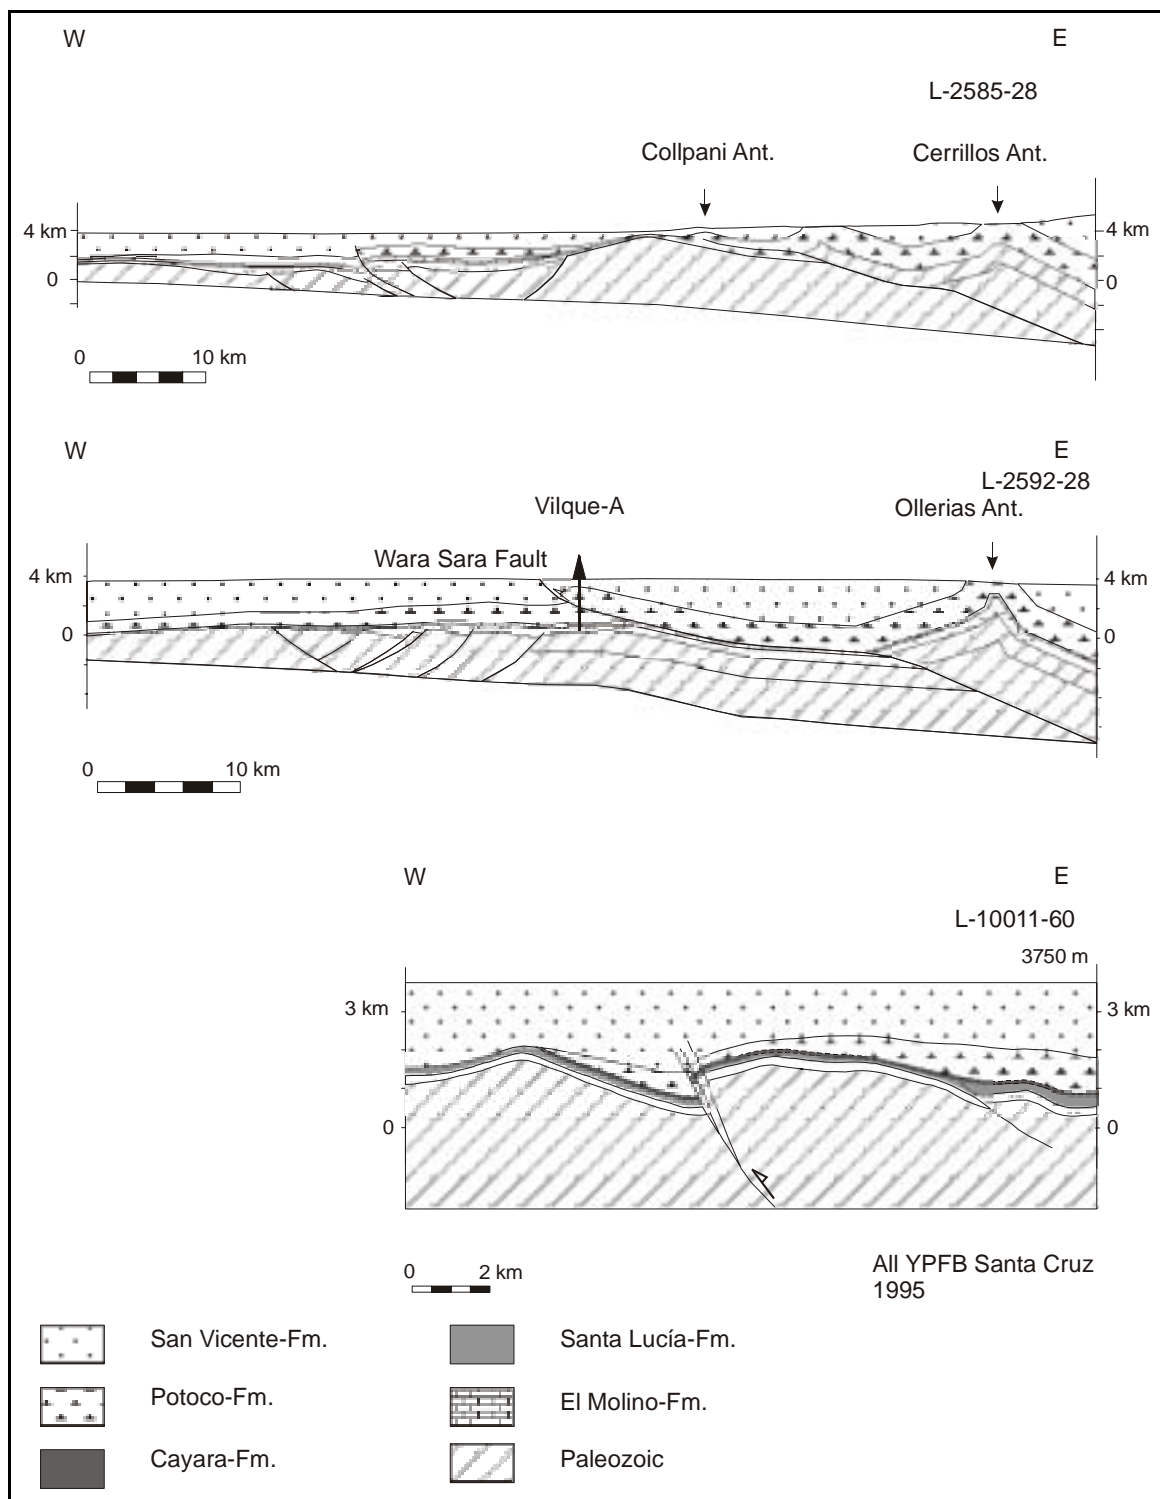 W E
L-2585-28
Collpani Ant. Cerrillos Ant.
4 km 4 km
0 0
0 10 km
W E
L-2592-28
Vilque-A Ollerias Ant.
Wara Sara Fault
4 km 4 km
0 0
0 10 km
W E
L-10011-60
3750 m
3 km 3 km
0 0
0 2 km
All YPFB Santa Cruz
1995
San Vicente-Fm. Santa Lucía-Fm.
Potoco-Fm. El Molino-Fm.
Cayara-Fm. Paleozoic